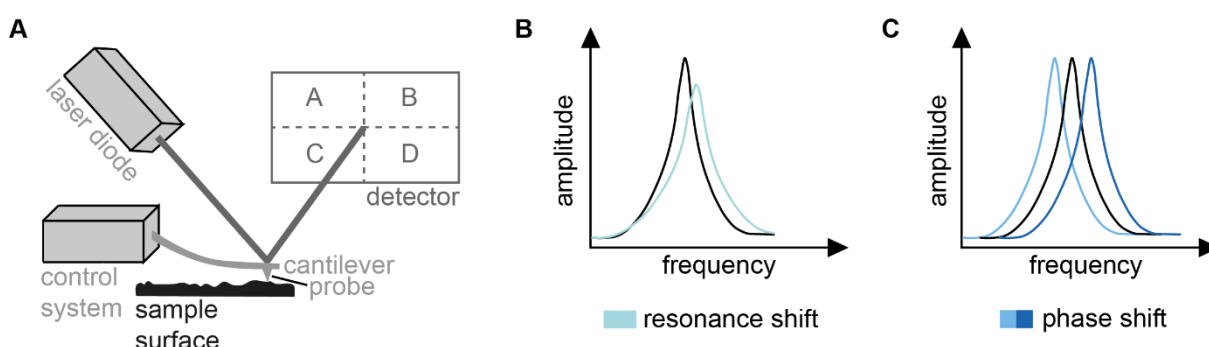 A
laser diode
A
B
C
D
detector
control
system
cantilever
probe
sample
surface
B
amplitude
frequency
resonance shift
C
amplitude
frequency
phase shift